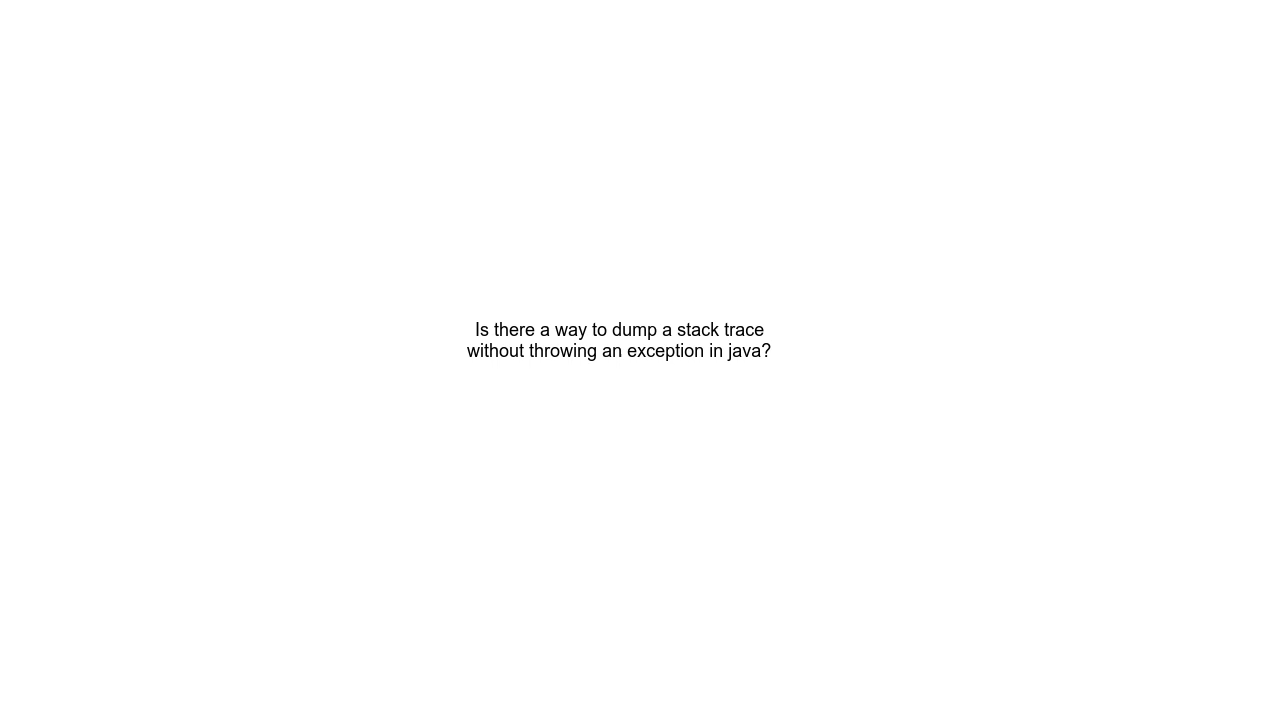 Is there a way to dump a stack trace
without throwing an exception in java?